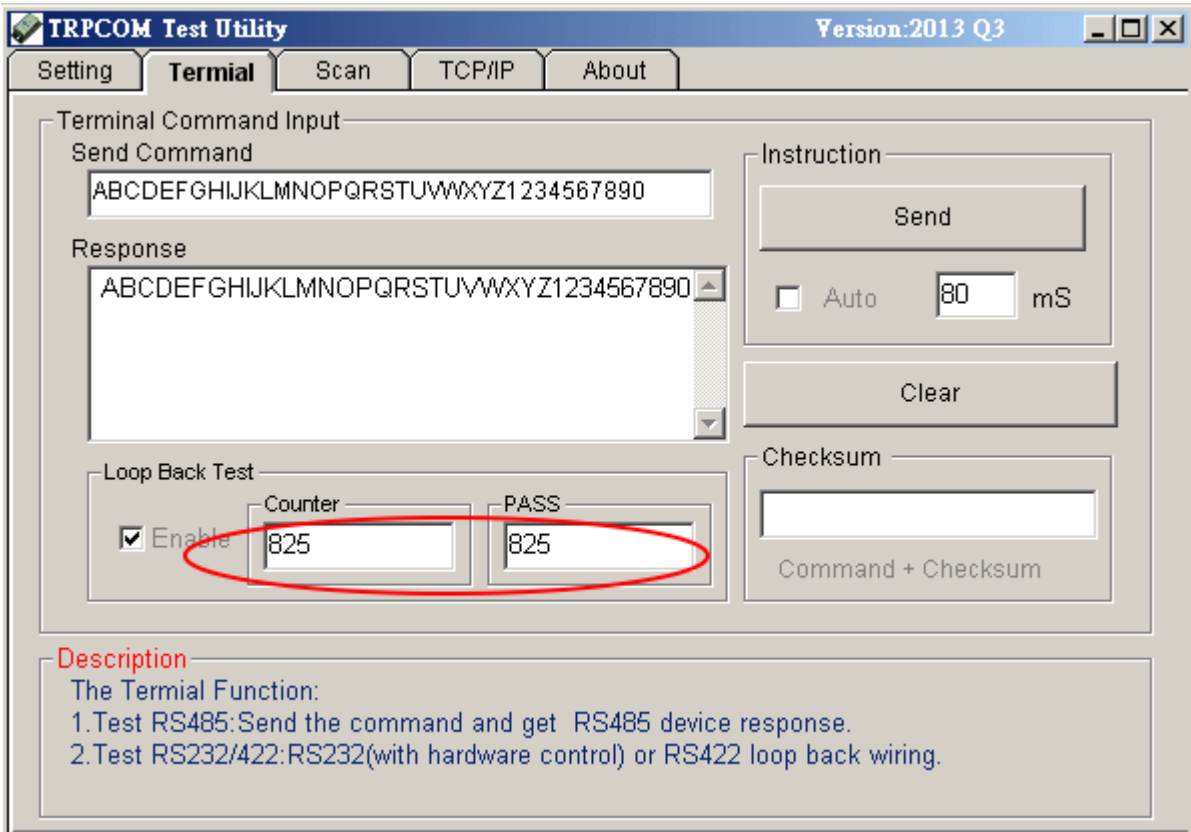 TRPCOM Test Utility Version:2013 Q3
Setting Termial Scan TCP/IP About
Terminal Command Input
Send Command
ABCDEFGHIJKLMNOPQRSTUVWXYZ1234567890
Response
ABCDEFGHIJKLMNOPQRSTUVWXYZ1234567890
Instruction
Send
Auto 80 mS
Clear
Loop Back Test
Enable
Counter
825
PASS
825
Checksum
Command + Checksum
Description
The Termial Function:
1.Test RS485:Send the command and get RS485 device response.
2.Test RS232/422:RS232(with hardware control) or RS422 loop back wiring.